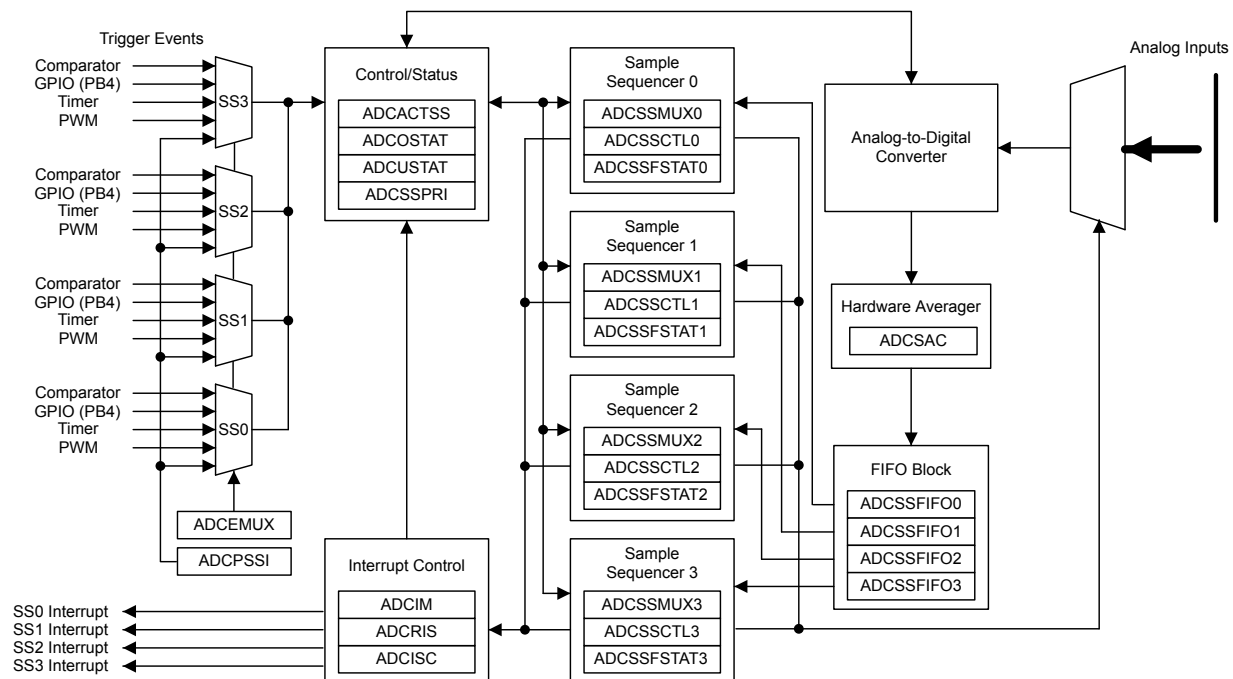 Trigger Events
Comparator
GPIO (PB4)
Timer
PWM
SS3
Comparator
GPIO (PB4)
Timer
PWM
SS2
Comparator
GPIO (PB4)
Timer
PWM
SS1
Comparator
GPIO (PB4)
Timer
PWM
SS0
ADCEMUX
ADCPSSI
SS0 Interrupt
SS1 Interrupt
SS2 Interrupt
SS3 Interrupt
Control/Status
ADCACTSS
ADCOSTAT
ADCUSTAT
ADCSSPRI
Interrupt Control
ADCIM
ADCRIS
ADCISC
Sample
Sequencer 0
ADCSSMUX0
ADCSSCTL0
ADCSSFSTAT0
Sample
Sequencer 1
ADCSSMUX1
ADCSSCTL1
ADCSSFSTAT1
Sample
Sequencer 2
ADCSSMUX2
ADCSSCTL2
ADCSSFSTAT2
Sample
Sequencer 3
ADCSSMUX3
ADCSSCTL3
ADCSSFSTAT3
Analog-to-Digital
Converter
Hardware Averager
ADCSAC
FIFO Block
ADCSSFIFO0
ADCSSFIFO1
ADCSSFIFO2
ADCSSFIFO3
Analog Inputs